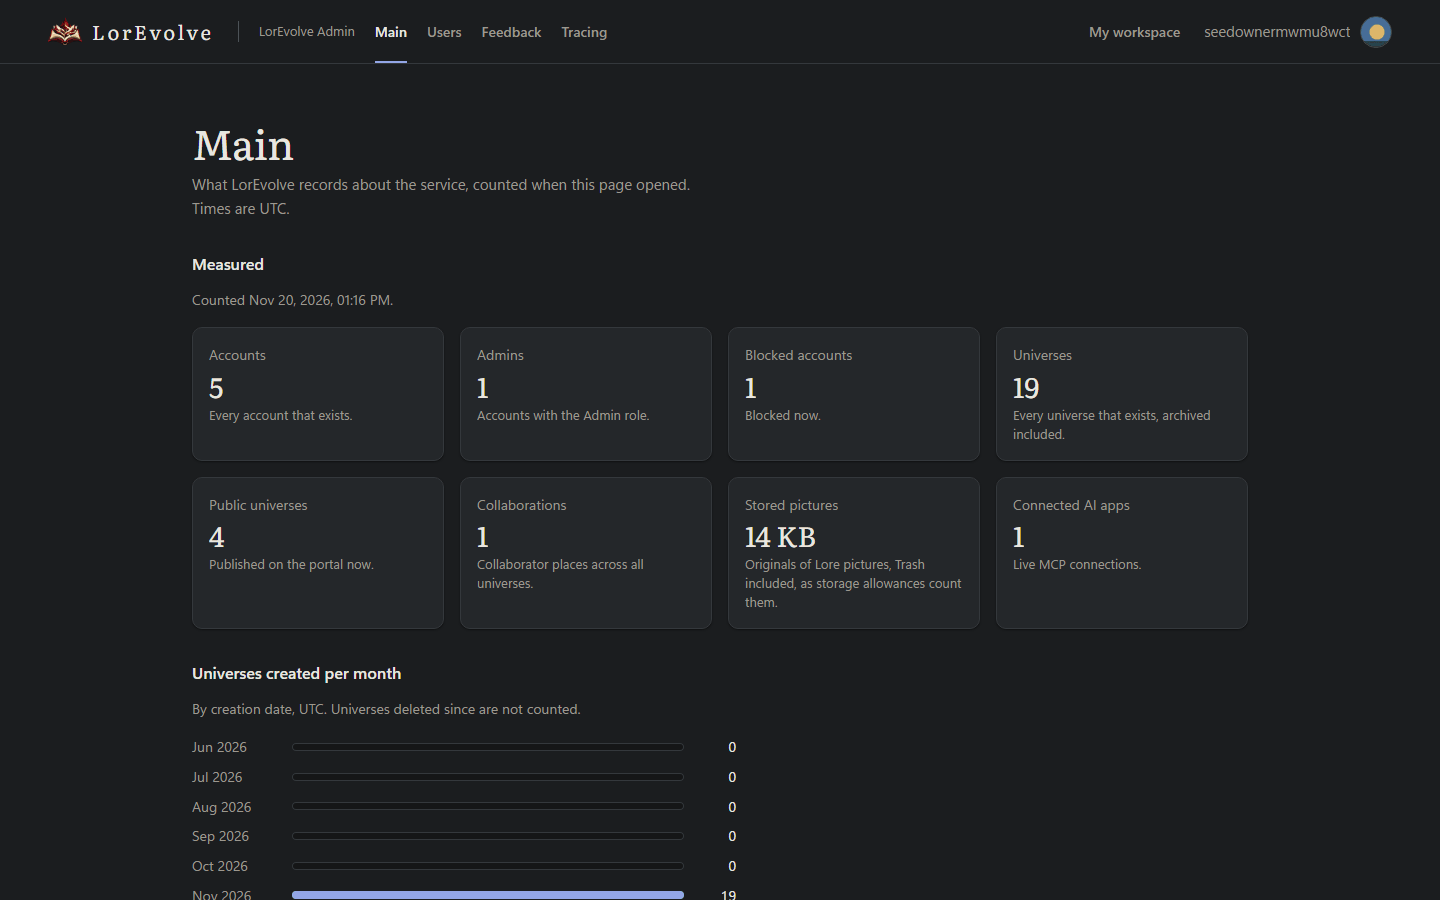 LorEvolve
LorEvolve Admin
Main
Users
Feedback
Tracing
My workspace
seedownermwmu8wct
Main
What LorEvolve records about the service, counted when this page opened.
Times are UTC.
Measured
Counted Nov 20, 2026, 01:16 PM.
Accounts
5
Every account that exists.
Admins
1
Accounts with the Admin role.
Blocked accounts
1
Blocked now.
Universes
19
Every universe that exists, archived
included.
Public universes
4
Published on the portal now.
Collaborations
1
Collaborator places across all
universes.
Stored pictures
14 KB
Originals of Lore pictures, Trash
included, as storage allowances count
them.
Connected AI apps
1
Live MCP connections.
Universes created per month
By creation date, UTC. Universes deleted since are not counted.
Jun 2026 0
Jul 2026 0
Aug 2026 0
Sep 2026 0
Oct 2026 0
Nov 2026 19